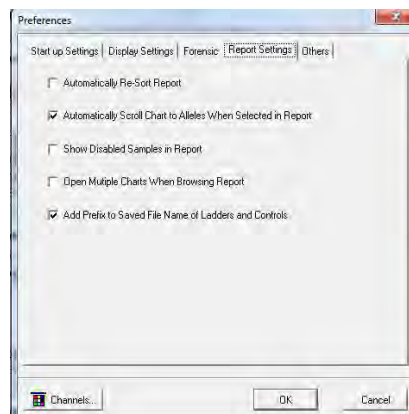 Preferences
Start up Settings Display Settings Forensic Report Settings Others
Automatically Re-Sort Report
Automatically Scroll Chart to Alleles When Selected in Report
Show Disabled Samples in Report
Open Mutiple Charts When Browsing Report
Add Prefix to Saved File Name of Ladders and Controls
Channels... OK Cancel